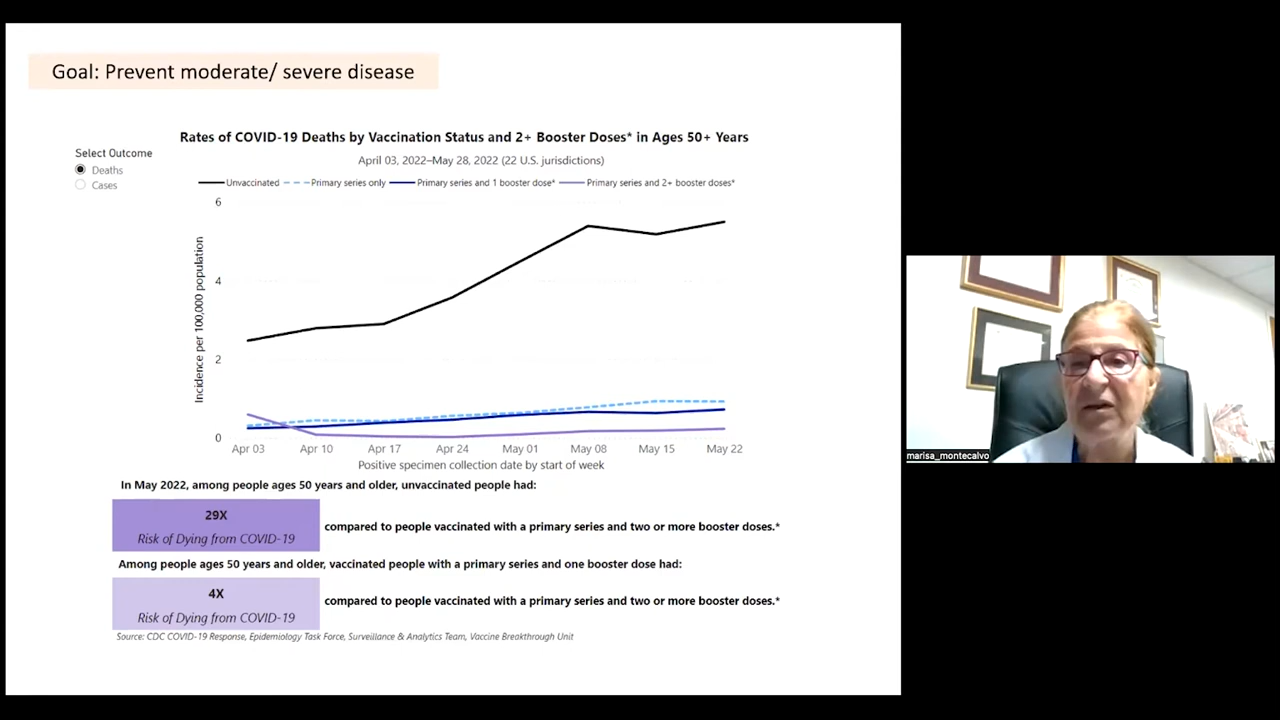 Goal: Prevent moderate/ severe disease
Rates of COVID-19 Deaths by Vaccination Status and 2+ Booster Doses* in Ages 50+ Years
Select Outcome
Deaths
Cases
April 03, 2022–May 28, 2022 (22 U.S. jurisdictions)
Unvaccinated Primary series only Primary series and 1 booster dose* Primary series and 2+ booster doses*
Incidence per 100,000 population
6
4
2
0
Apr 03 Apr 10 Apr 17 Apr 24 May 01 May 08 May 15 May 22
Positive specimen collection date by start of week
In May 2022, among people ages 50 years and older, unvaccinated people had:
29X
Risk of Dying from COVID-19
compared to people vaccinated with a primary series and two or more booster doses.*
Among people ages 50 years and older, vaccinated people with a primary series and one booster dose had:
4X
Risk of Dying from COVID-19
compared to people vaccinated with a primary series and two or more booster doses.*
Source: CDC COVID-19 Response, Epidemiology Task Force, Surveillance & Analytics Team, Vaccine Breakthrough Unit
marisa_montecalvo